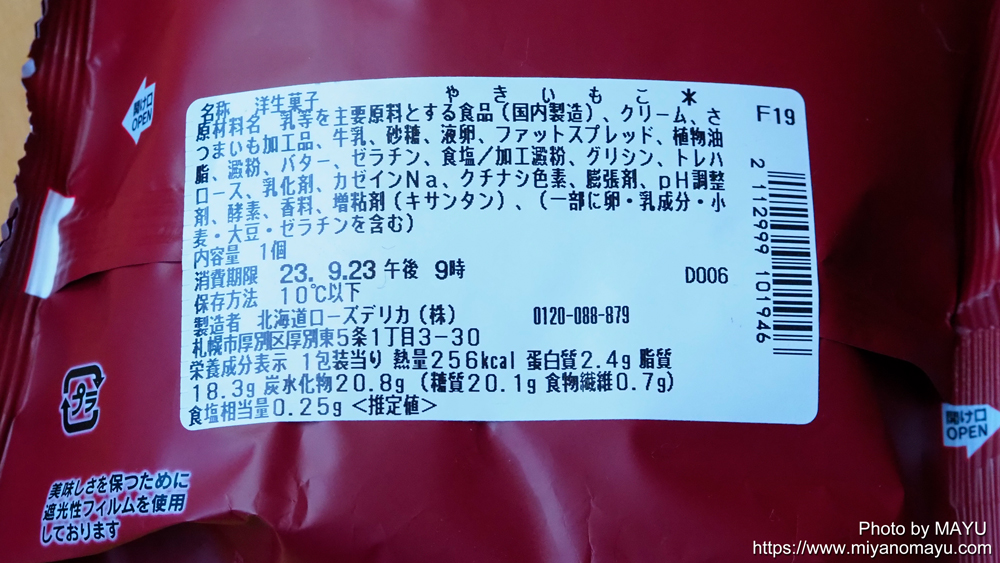 開け口
OPEN
やきいもこ*
F19
名称 洋生菓子
原材料名 乳等を主要原料とする食品(国内製造)、クリーム、さ
つまいも加工品、牛乳、砂糖、液卵、ファットスプレッド、植物油
脂、澱粉、バター、ゼラチン、食塩/加工澱粉、グリシン、トレハ
ロース、乳化剤、カゼインNa、クチナシ色素、膨張剤、pH調整
剤、酵素、香料、増粘剤(キサンタン)、(一部に卵・乳成分・小
麦・大豆・ゼラチンを含む)
内容量 1個
消費期限 23. 9.23 午後 9時
D006
保存方法 10℃以下
製造者 北海道ローズデリカ(株) 0120-088-879
札幌市厚別区厚別東5条1丁目3-30
栄養成分表示 1包装当り 熱量256kcal 蛋白質2.4g 脂質
18.3g 炭水化物20.8g (糖質20.1g 食物繊維0.7g)
食塩相当量0.25g <推定値>
2 112999 101946
プラ
開け口
OPEN
美味しさを保つために
遮光性フィルムを使用
しております
Photo by MAYU
https://www.miyanomayu.com